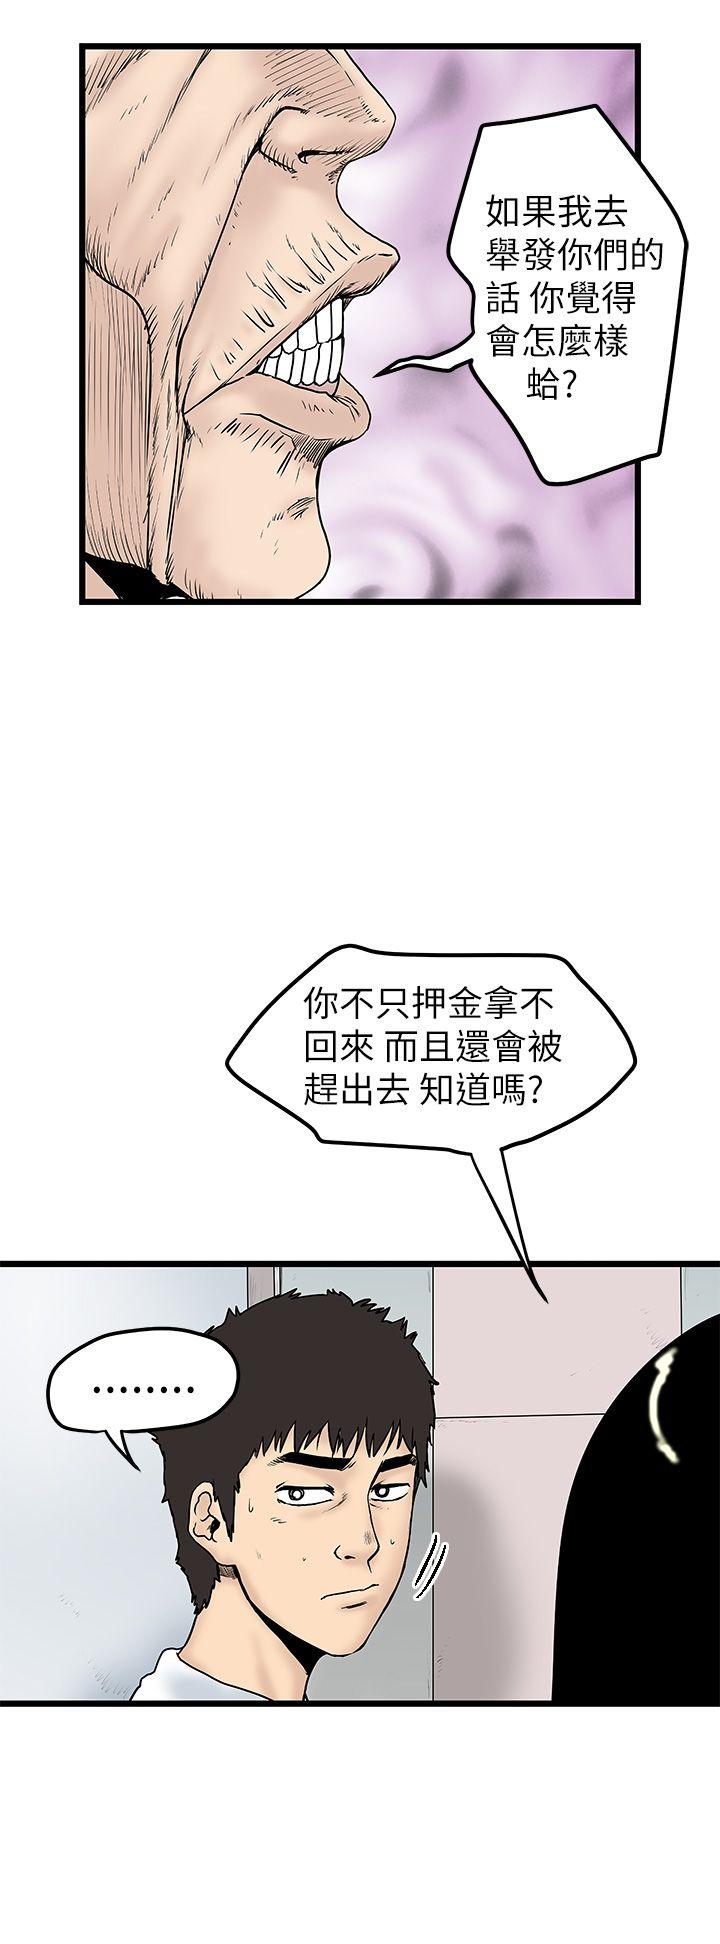 如果我去
舉發你們的
話 你覺得
會怎麼樣
蛤?
你不只押金拿不
回來 而且還會被
趕出去 知道嗎?
........